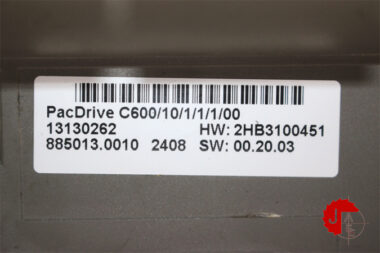 PacDrive C600/10/1/1/1/00
13130262 HW: 2HB3100451
885013.0010 2408 SW: 00.20.03